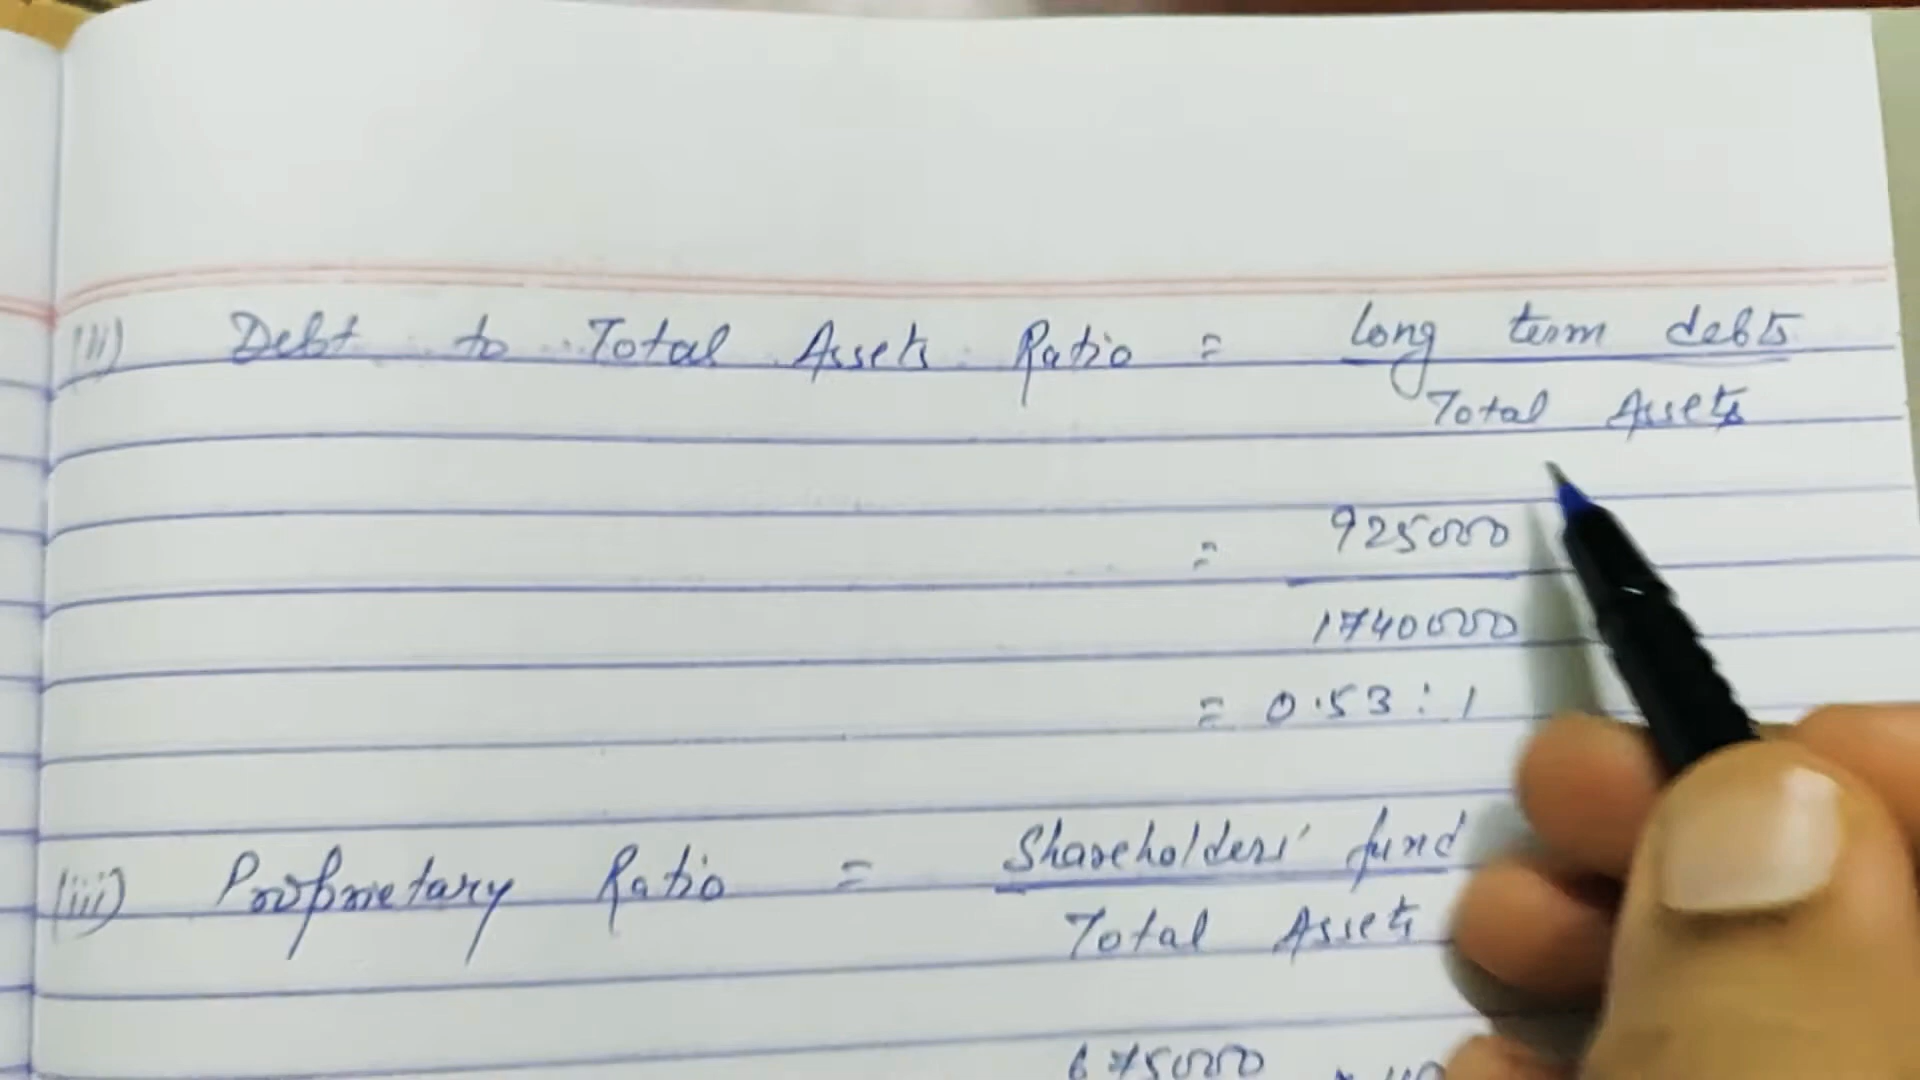 (ii) Debt to Total Assets Ratio = Long term debts
Total Assets
= 925000
1740000
= 0.53 : 1
(iii) Proprietary Ratio = Shareholders' fund
Total Assets
675000